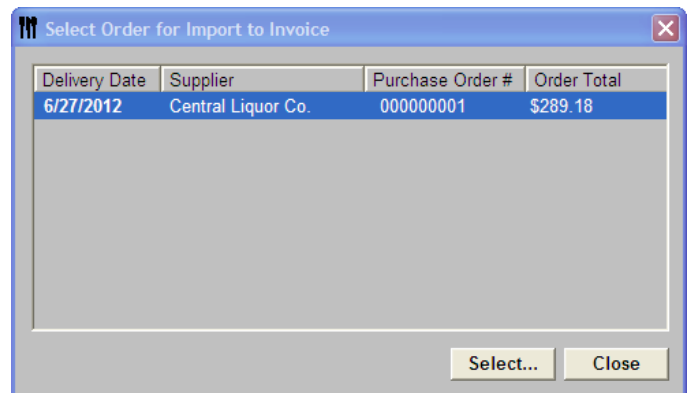 Select Order for Import to Invoice
Delivery Date Supplier Purchase Order # Order Total
6/27/2012 Central Liquor Co. 000000001 $289.18
Select... Close